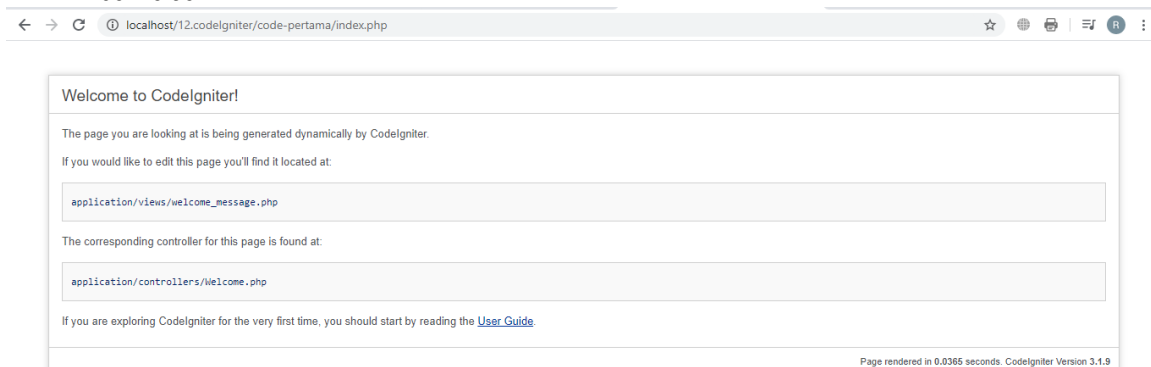 localhost/12.codeIgniter/code-pertama/index.php
R
Welcome to CodeIgniter!
The page you are looking at is being generated dynamically by CodeIgniter.
If you would like to edit this page you'll find it located at:
application/views/welcome_message.php
The corresponding controller for this page is found at:
application/controllers/Welcome.php
If you are exploring CodeIgniter for the very first time, you should start by reading the User Guide.
Page rendered in 0.0365 seconds. CodeIgniter Version 3.1.9